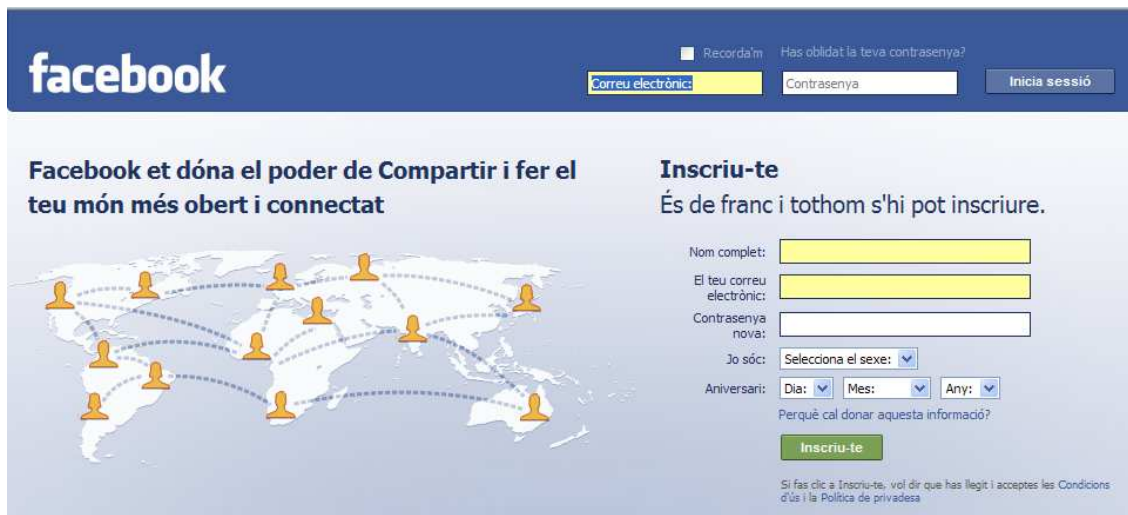 facebook
Recorda'm
Has oblidat la teva contrasenya?
Correu electrònic:
Contrasenya
Inicia sessió
Facebook et dóna el poder de Compartir i fer el
teu món més obert i connectat
Inscriu-te
És de franc i tothom s'hi pot inscriure.
Nom complet:
El teu correu
electrònic:
Contrasenya
nova:
Jo sóc:
Selecciona el sexe:
Aniversari:
Dia:
Mes:
Any:
Perquè cal donar aquesta informació?
Inscriu-te
Si fas clic a Inscriu-te, vol dir que has llegit i acceptes les Condicions
d'ús i la Política de privadesa